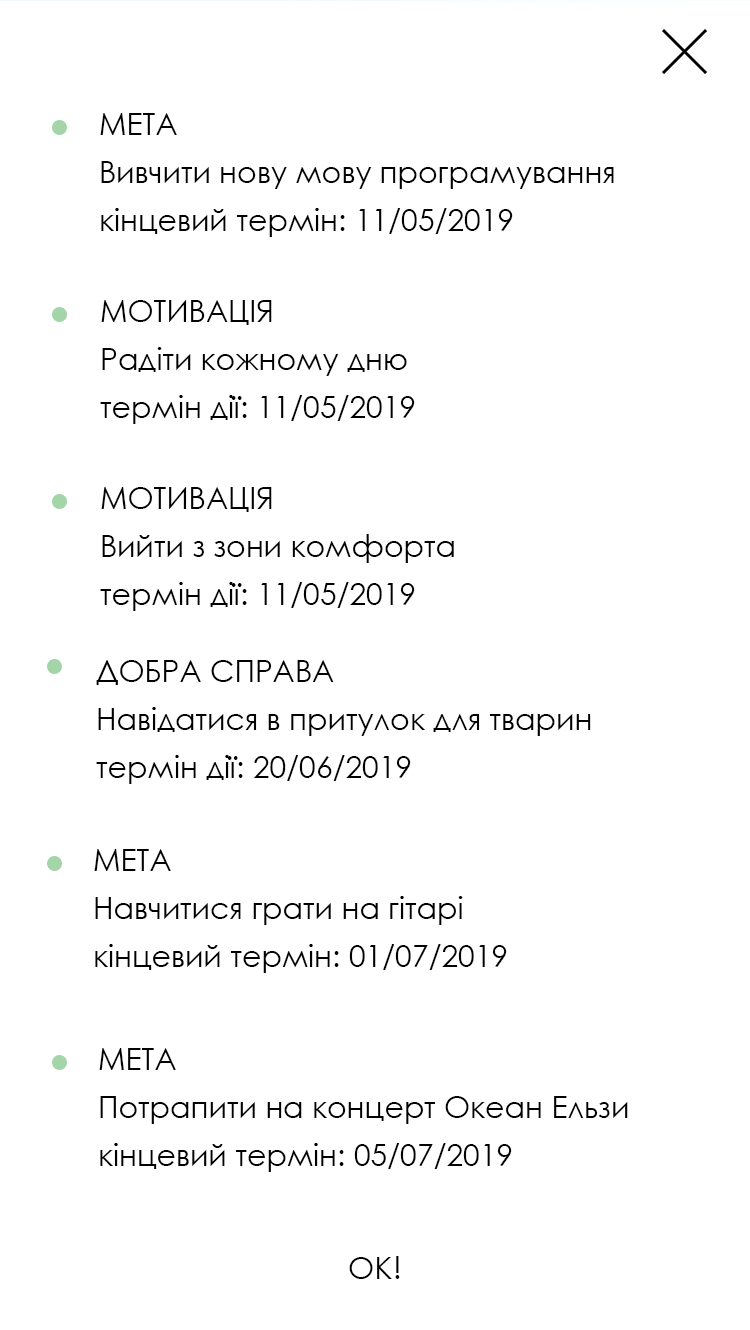 МЕТА
Вивчити нову мову програмування
кінцевий термін: 11/05/2019
МОТИВАЦІЯ
Радіти кожному дню
термін дії: 11/05/2019
МОТИВАЦІЯ
Вийти з зони комфорта
термін дії: 11/05/2019
ДОБРА СПРАВА
Навідатися в притулок для тварин
термін дії: 20/06/2019
МЕТА
Навчитися грати на гітарі
кінцевий термін: 01/07/2019
МЕТА
Потрапити на концерт Океан Ельзи
кінцевий термін: 05/07/2019
ОК!